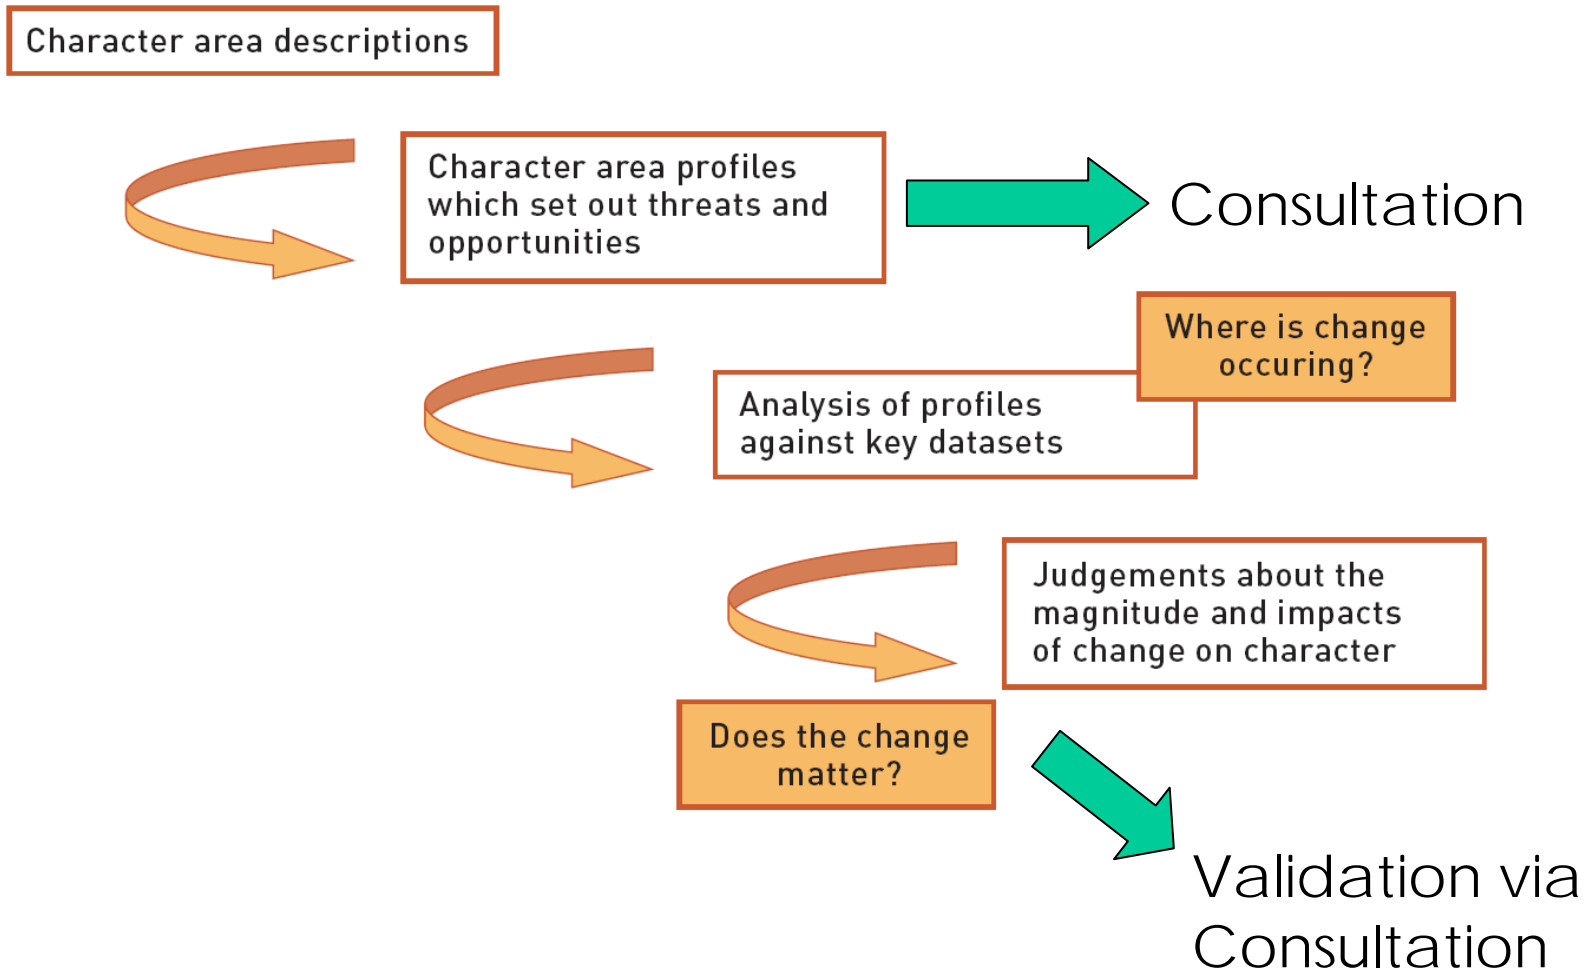 Character area descriptions
Character area profiles
which set out threats and
opportunities
Consultation
Where is change
occuring?
Analysis of profiles
against key datasets
Judgements about the
magnitude and impacts
of change on character
Does the change
matter?
Validation via
Consultation